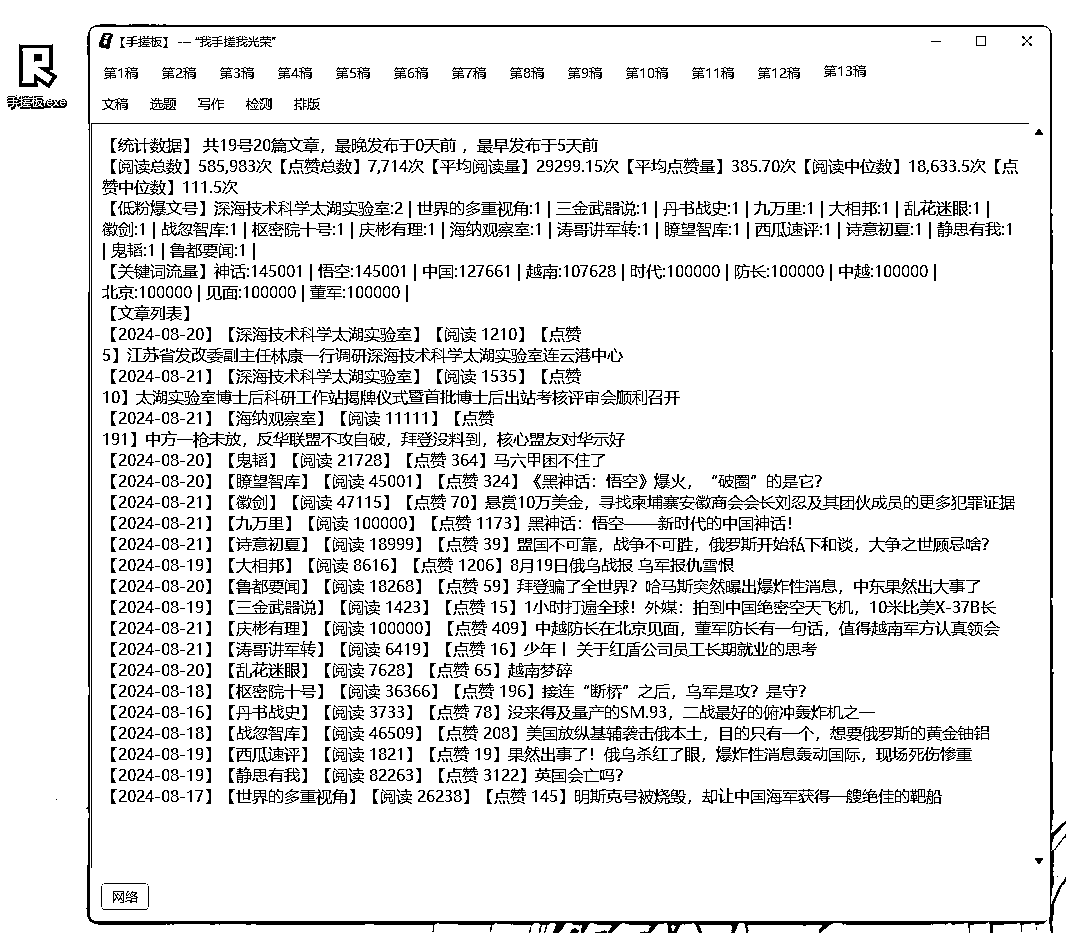 手搓板.exe
【手搓板】 --- “我手搓我光荣”
第1稿 第2稿 第3稿 第4稿 第5稿 第6稿 第7稿 第8稿 第9稿 第10稿 第11稿 第12稿 第13稿
文稿 选题 写作 检测 排版
【统计数据】 共19号20篇文章，最晚发布于0天前 ，最早发布于5天前
【阅读总数】585,983次【点赞总数】7,714次【平均阅读量】29299.15次【平均点赞量】385.70次【阅读中位数】18,633.5次【点
赞中位数】111.5次
【低粉爆文号】深海技术科学太湖实验室:2 | 世界的多重视角:1 | 三金武器说:1 | 丹书战史:1 | 九万里:1 | 大相邦:1 | 乱花迷眼:1 |
徽剑:1 | 战忽智库:1 | 枢密院十号:1 | 庆彬有理:1 | 海纳观察室:1 | 涛哥讲军转:1 | 瞭望智库:1 | 西瓜速评:1 | 诗意初夏:1 | 静思有我:1
| 鬼韬:1 | 鲁都要闻:1 |
【关键词流量】神话:145001 | 悟空:145001 | 中国:127661 | 越南:107628 | 时代:100000 | 防长:100000 | 中越:100000 |
北京:100000 | 见面:100000 | 董军:100000 |
【文章列表】
【2024-08-20】【深海技术科学太湖实验室】【阅读 1210】【点赞
5】江苏省发改委副主任林康一行调研深海技术科学太湖实验室连云港中心
【2024-08-21】【深海技术科学太湖实验室】【阅读 1535】【点赞
10】太湖实验室博士后科研工作站揭牌仪式暨首批博士后出站考核评审会顺利召开
【2024-08-21】【海纳观察室】【阅读 11111】【点赞
191】中方一枪未放，反华联盟不攻自破，拜登没料到，核心盟友对华示好
【2024-08-20】【鬼韬】【阅读 21728】【点赞 364】马六甲困不住了
【2024-08-20】【瞭望智库】【阅读 45001】【点赞 324】《黑神话：悟空》爆火，“破圈”的是它？
【2024-08-21】【徽剑】【阅读 47115】【点赞 70】悬赏10万美金，寻找柬埔寨安徽商会会长刘忍及其团伙成员的更多犯罪证据
【2024-08-21】【九万里】【阅读 100000】【点赞 1173】黑神话：悟空——新时代的中国神话！
【2024-08-21】【诗意初夏】【阅读 18999】【点赞 39】盟国不可靠，战争不可胜，俄罗斯开始私下和谈，大争之世顾忌啥？
【2024-08-19】【大相邦】【阅读 8616】【点赞 1206】8月19日俄乌战报 乌军报仇雪恨
【2024-08-20】【鲁都要闻】【阅读 18268】【点赞 59】拜登骗了全世界？哈马斯突然曝出爆炸性消息，中东果然出大事了
【2024-08-19】【三金武器说】【阅读 1423】【点赞 15】1小时打遍全球！外媒：拍到中国绝密空天飞机，10米比美X-37B长
【2024-08-21】【庆彬有理】【阅读 100000】【点赞 409】中越防长在北京见面，董军防长有一句话，值得越南军方认真领会
【2024-08-21】【涛哥讲军转】【阅读 6419】【点赞 16】少年丨 关于红盾公司员工长期就业的思考
【2024-08-20】【乱花迷眼】【阅读 7628】【点赞 65】越南梦碎
【2024-08-18】【枢密院十号】【阅读 36366】【点赞 196】接连“断桥”之后，乌军是攻？是守？
【2024-08-16】【丹书战史】【阅读 3733】【点赞 78】没来得及量产的SM.93，二战最好的俯冲轰炸机之一
【2024-08-18】【战忽智库】【阅读 46509】【点赞 208】美国放纵基辅袭击俄本土，目的只有一个，想要俄罗斯的黄金铀铝
【2024-08-19】【西瓜速评】【阅读 1821】【点赞 19】果然出事了！俄乌杀红了眼，爆炸性消息轰动国际，现场死伤惨重
【2024-08-19】【静思有我】【阅读 82263】【点赞 3122】英国会亡吗？
【2024-08-17】【世界的多重视角】【阅读 26238】【点赞 145】明斯克号被烧毁，却让中国海军获得一艘绝佳的靶船
网络